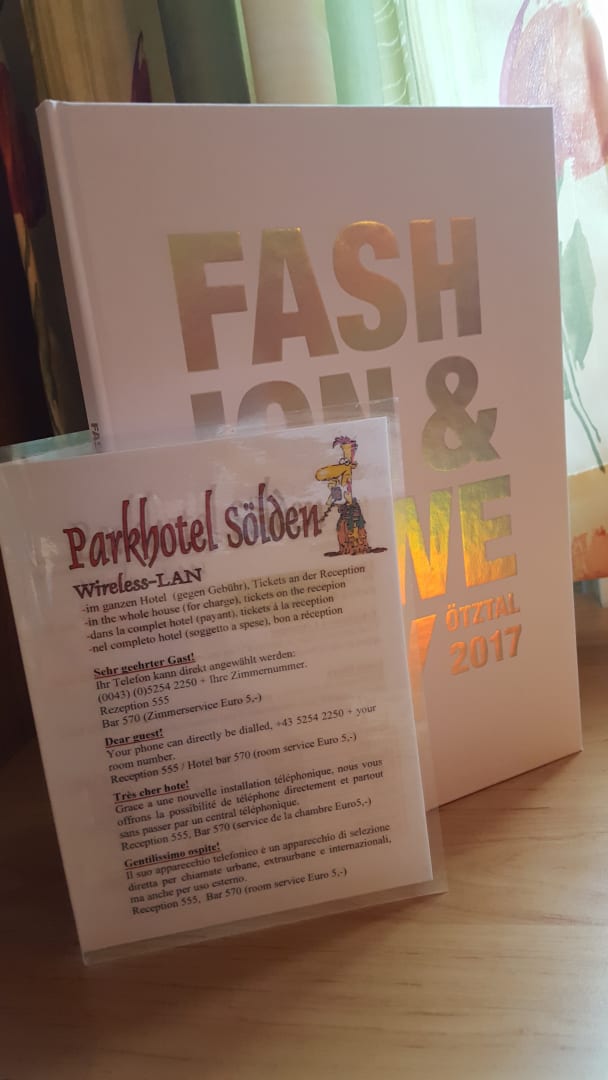 FASH
ION &
ÖTZTAL
2017
FAS
Parkhotel Sölden
Wireless-LAN
-im ganzen Hotel (gegen Gebühr), Tickets an der Reception
-in the whole house (for charge), tickets on the recepion
-dans la complet hotel (payant), tickets à la reception
-nel completo hotel (soggetto a spese), bon a réception
Sehr geehrter Gast!
Ihr Telefon kann direkt angewählt werden:
(0043) (0)5254 2250 + Ihre Zimmernummer.
Rezeption 555
Bar 570 (Zimmerservice Euro 5,-)
Dear guest!
Your phone can directly be dialled, +43 5254 2250 + your
room number.
Reception 555 / Hotel bar 570 (room service Euro 5,-)
Très cher hote!
Grace a une nouvelle installation téléphonique, nous vous
offrons la possibilité de téléphone directement et partout
sans passer par un central téléphonique.
Reception 555, Bar 570 (service de la chambre Euro5,-)
Gentilissimo ospite!
Il suo apparecchio telefonico è un apparecchio di selezione
diretta per chiamate urbane, extraurbane e internazionali,
ma anche per uso esterno.
Reception 555, Bar 570 (room service Euro 5,-)